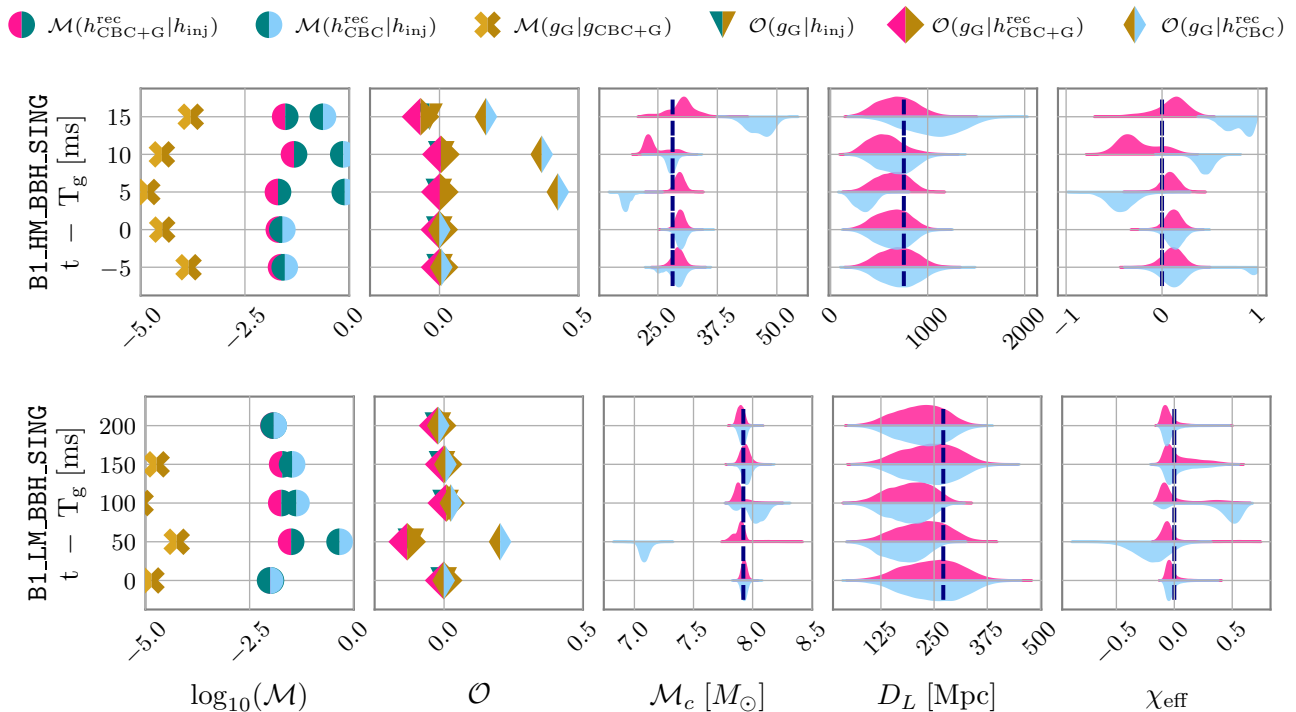 M(h^rec_CBC+G|h_inj) M(h^rec_CBC|h_inj) M(g_G|g_CBC+G) O(g_G|h_inj) O(g_G|h^rec_CBC+G) O(g_G|h^rec_CBC)
B1_HM_BBH_SING
t − T_g [ms]
15
10
5
0
−5
−5.0 −2.5 0.0 0.0 0.5 25.0 37.5 50.0 0 1000 2000 −1 0 1
B1_LM_BBH_SING
t − T_g [ms]
200
150
100
50
0
−5.0 −2.5 0.0 0.0 0.5 7.0 7.5 8.0 8.5 125 250 375 500 −0.5 0.0 0.5
log_10(M) O M_c [M_⊙] D_L [Mpc] χ_eff